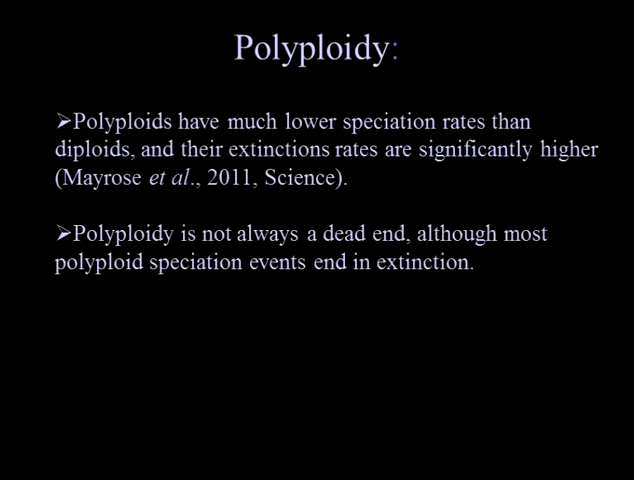 Polyploidy:
➢Polyploids have much lower speciation rates than
diploids, and their extinctions rates are significantly higher
(Mayrose et al., 2011, Science).
➢Polyploidy is not always a dead end, although most
polyploid speciation events end in extinction.